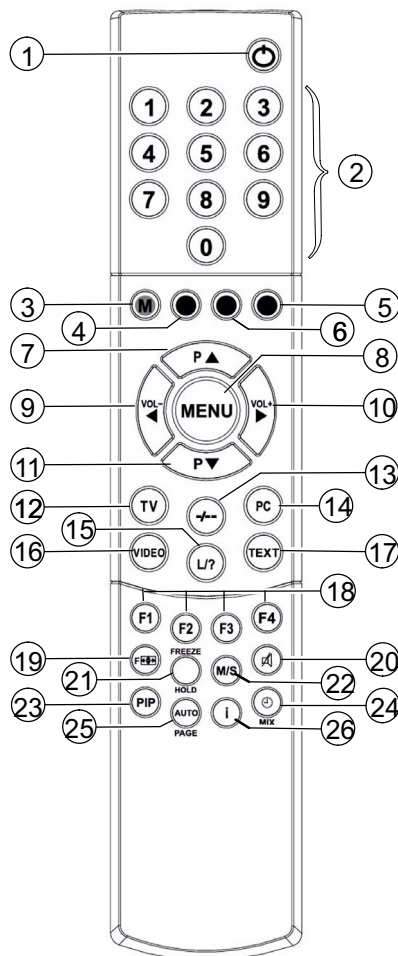 1
1 2 3
4 5 6
2
7 8 9
0
3 M 5
4 6
7 P ▲ 8
9 VOL- ◀ MENU VOL+ ▶ 10
11 P ▼
13
12 TV -/-- PC 14
15
16 VIDEO L/? TEXT 17
18
F1 F2 F3 F4
19 F FREEZE 20
21 M/S 22
HOLD
23 PIP AUTO i MIX 24
25 PAGE 26